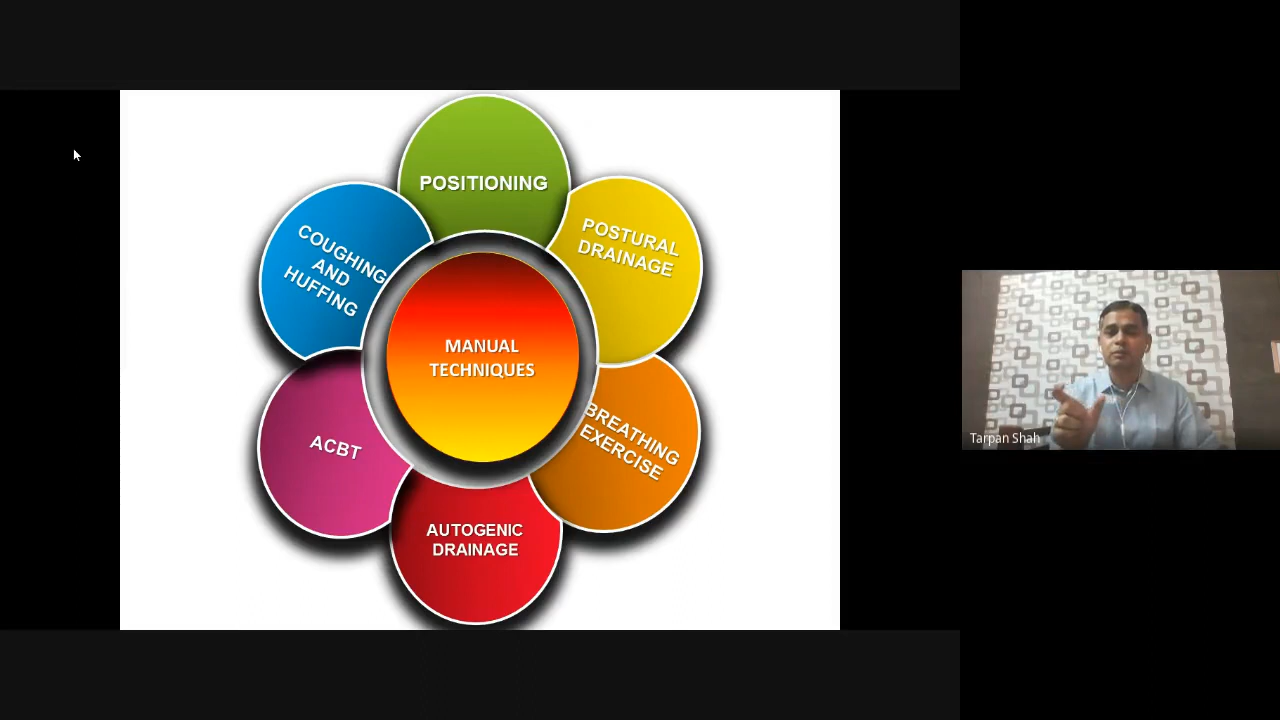 POSITIONING
POSTURAL
DRAINAGE
BREATHING
EXERCISE
AUTOGENIC
DRAINAGE
ACBT
COUGHING
AND
HUFFING
MANUAL
TECHNIQUES
Tarpan Shah